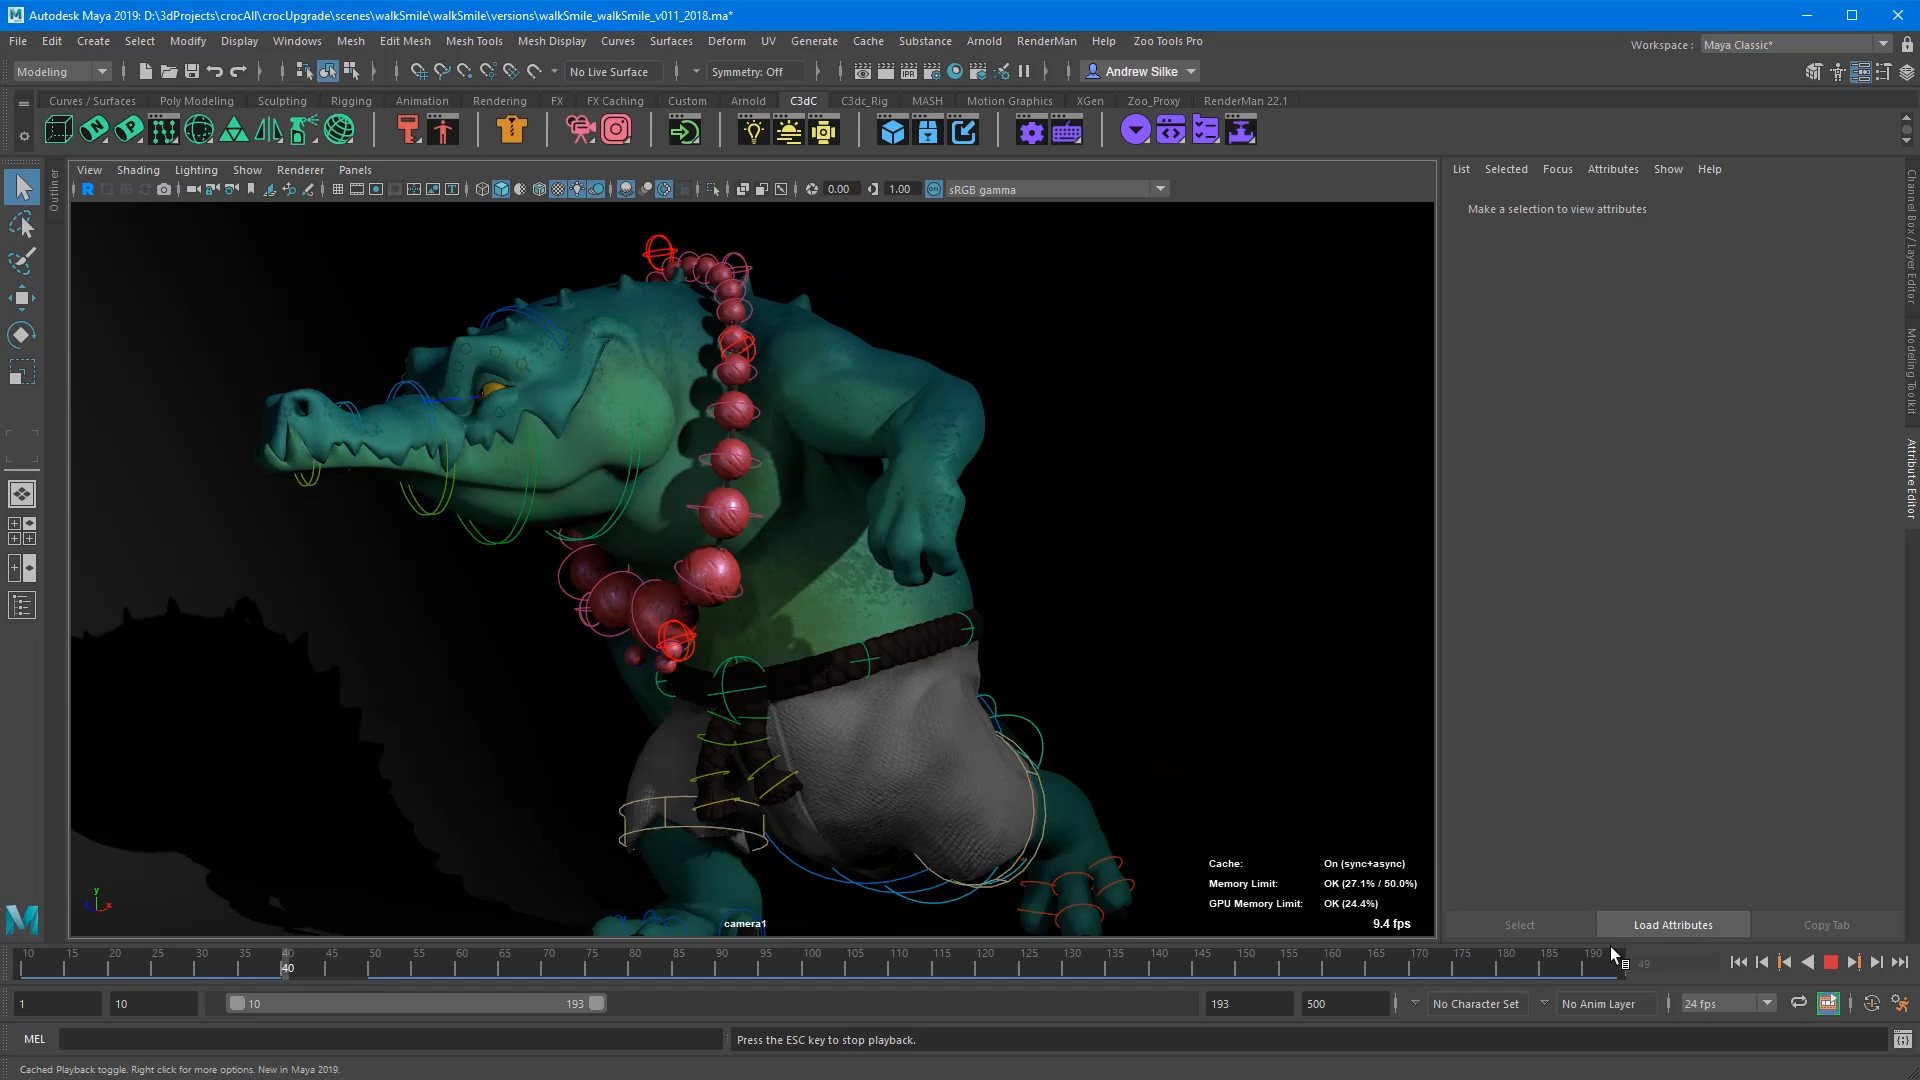 Autodesk Maya 2019: D:\3dProjects\crocAll\crocUpgrade\scenes\walkSmile\walkSmile\versions\walkSmile_walkSmile_v011_2018.ma*
File Edit Create Select Modify Display Windows Mesh Edit Mesh Mesh Tools Mesh Display Curves Surfaces Deform UV Generate Cache Substance Arnold RenderMan Help Zoo Tools Pro
Workspace : Maya Classic*
Modeling No Live Surface Symmetry: Off IPR Andrew Silke
Curves / Surfaces Poly Modeling Sculpting Rigging Animation Rendering FX FX Caching Custom Arnold C3dC C3dc_Rig MASH Motion Graphics XGen Zoo_Proxy RenderMan 22.1
View Shading Lighting Show Renderer Panels
0.00 1.00 sRGB gamma
Outliner
List Selected Focus Attributes Show Help
Make a selection to view attributes
Channel Box / Layer Editor
Modeling Toolkit
Attribute Editor
Cache: On (sync+async)
Memory Limit: OK (27.1% / 50.0%)
GPU Memory Limit: OK (24.4%)
9.4 fps
y
x
camera1
Select Load Attributes Copy Tab
10 15 20 25 30 35 40 45 50 55 60 65 70 75 80 85 90 95 100 105 110 115 120 125 130 135 140 145 150 155 160 165 170 175 180 185 190
40
49
1 10 10 193 193 500 No Character Set No Anim Layer 24 fps
MEL Press the ESC key to stop playback.
Cached Playback toggle. Right click for more options. New in Maya 2019.